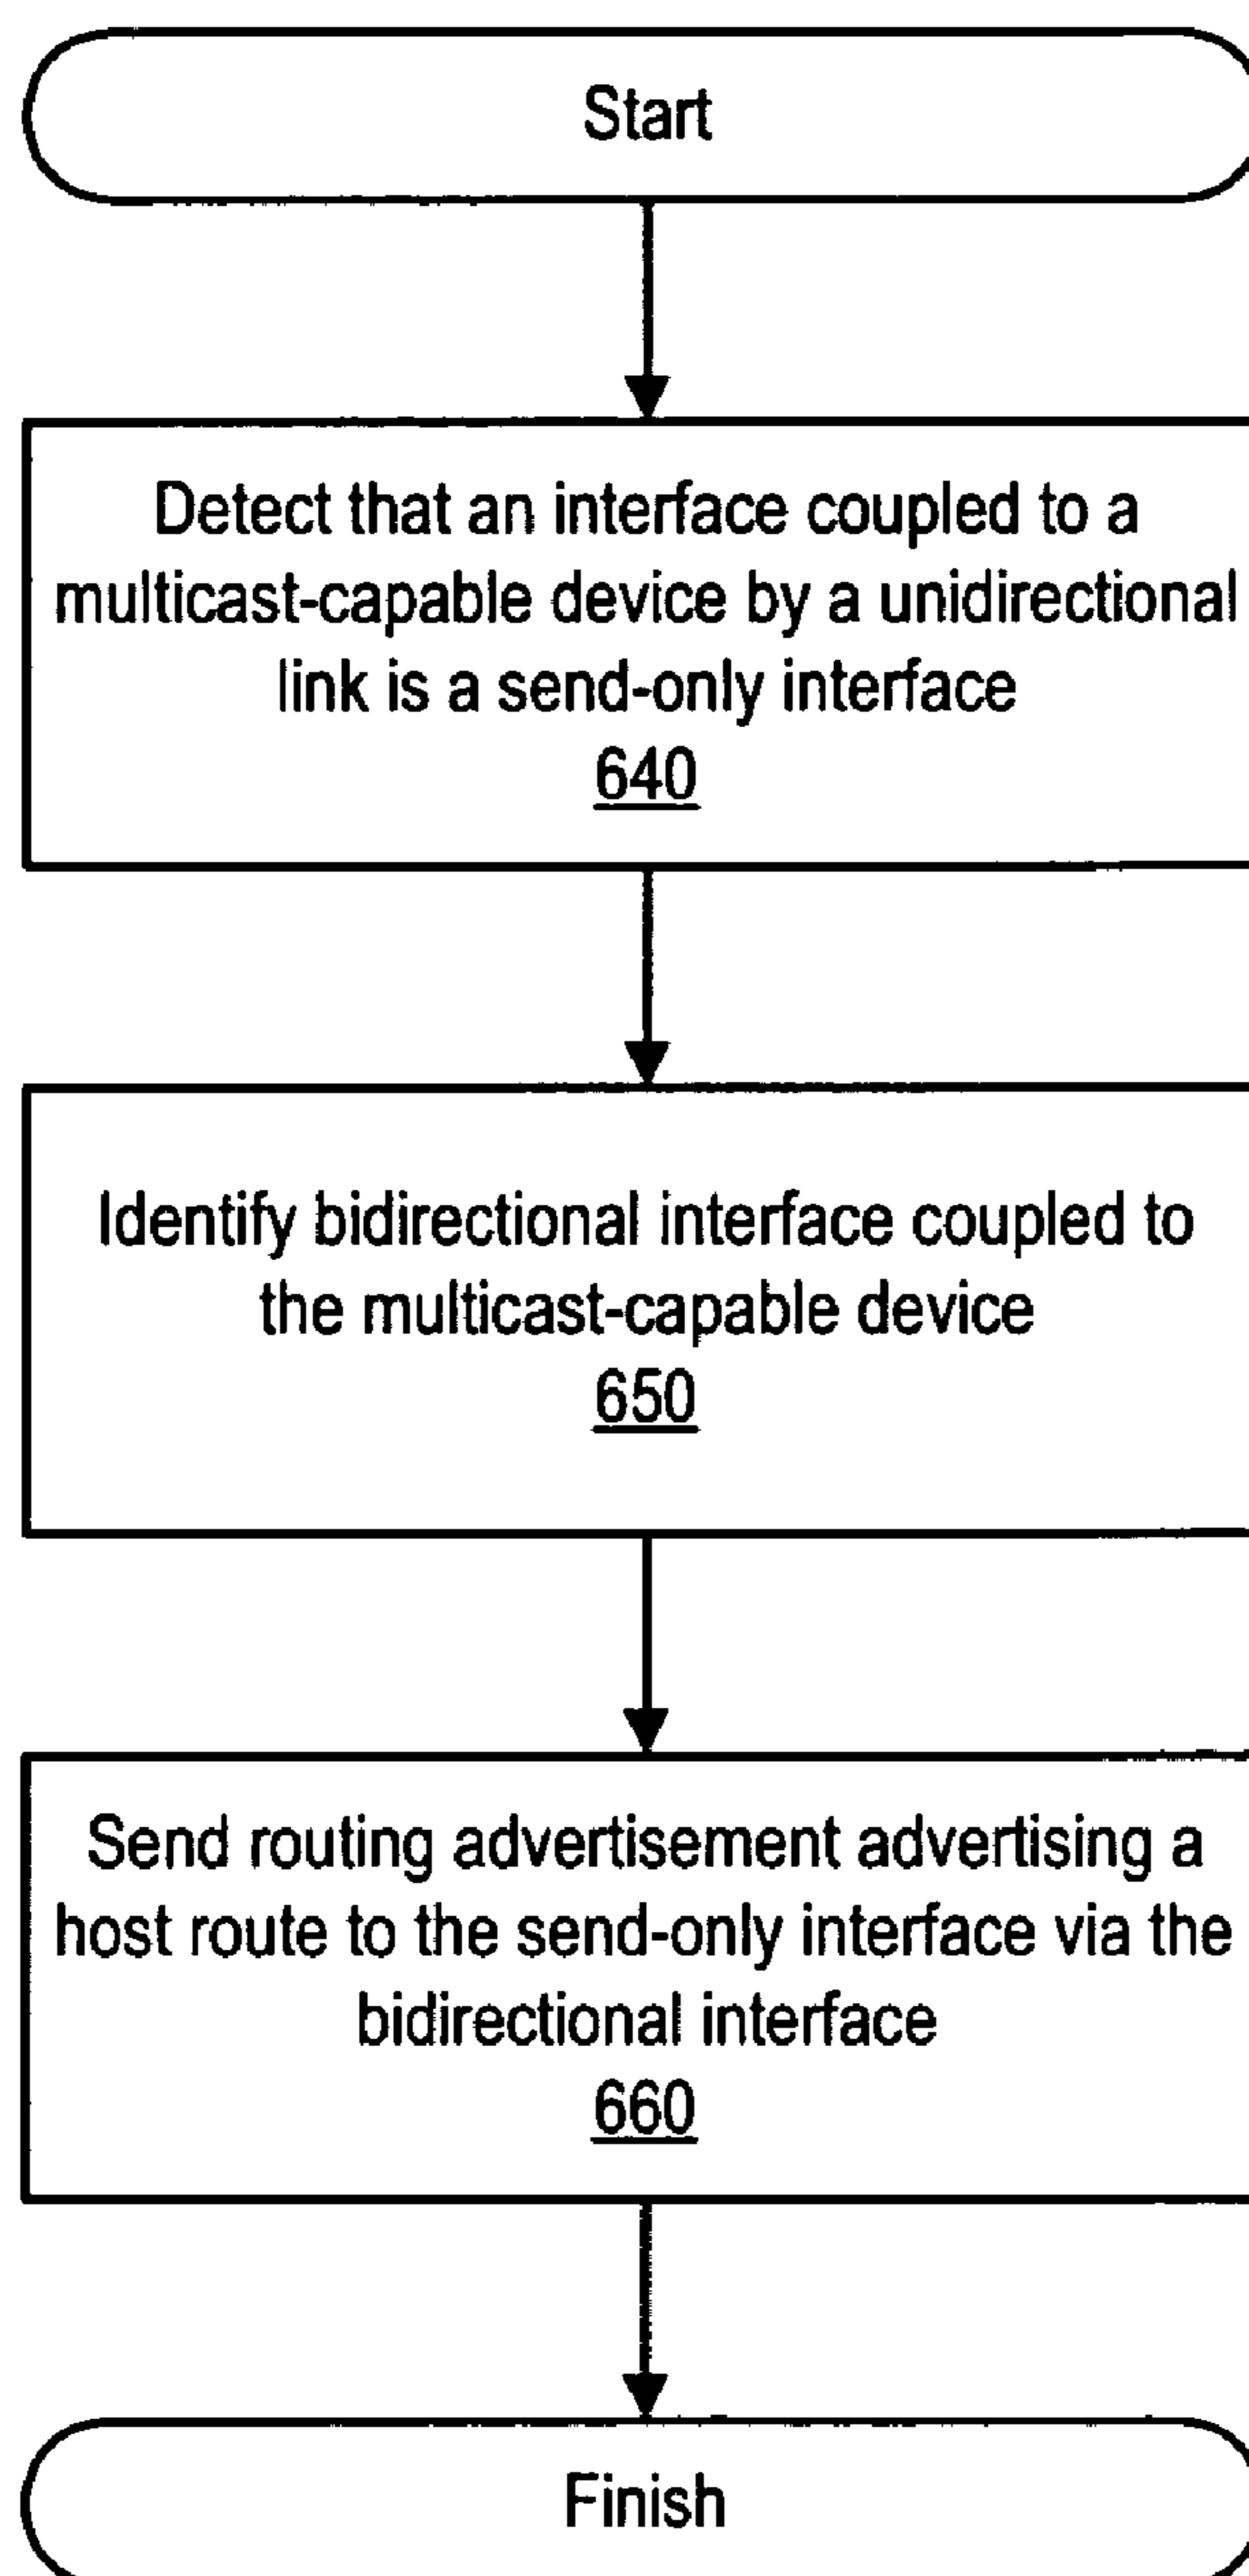 Start
Detect that an interface coupled to a
multicast-capable device by a unidirectional
link is a send-only interface
640
Identify bidirectional interface coupled to
the multicast-capable device
650
Send routing advertisement advertising a
host route to the send-only interface via the
bidirectional interface
660
Finish